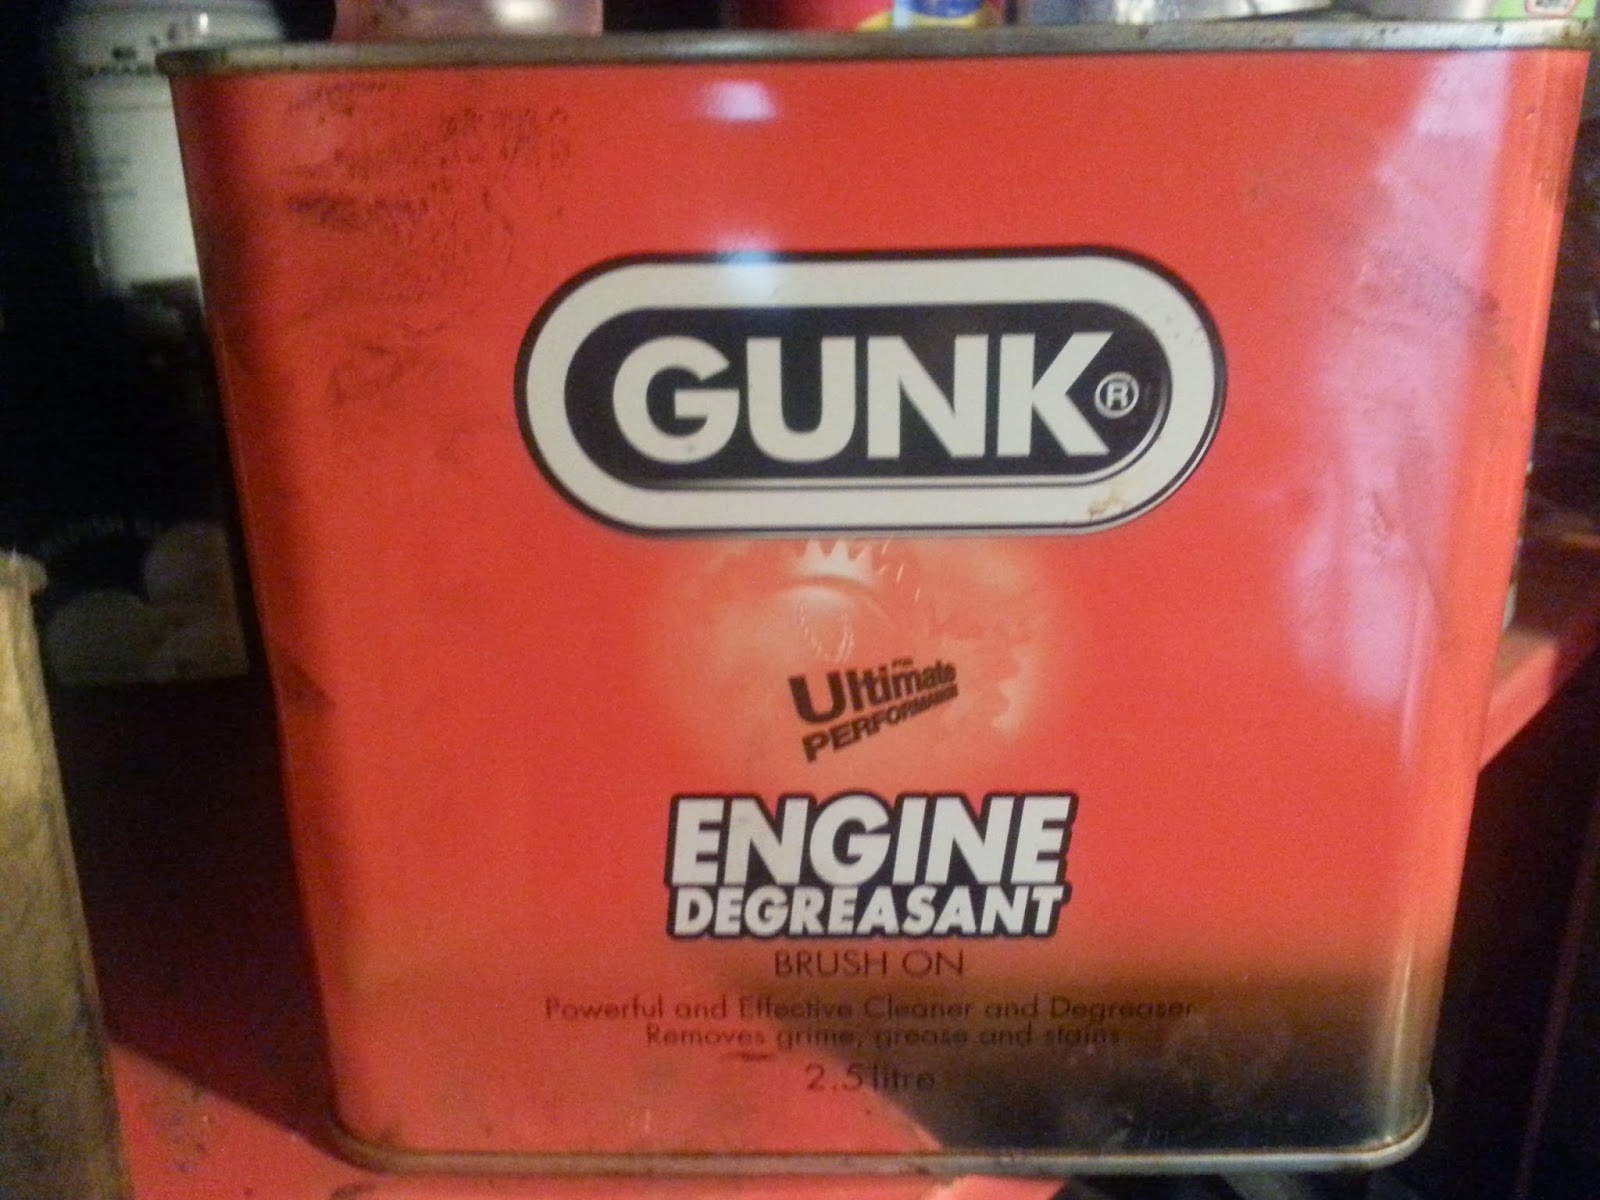 GUNK®
FOR
Ultimate
PERFORMANCE
ENGINE
DEGREASANT
BRUSH ON
Powerful and Effective Cleaner and Degreaser
Removes grime, grease and stains
2.5 litre